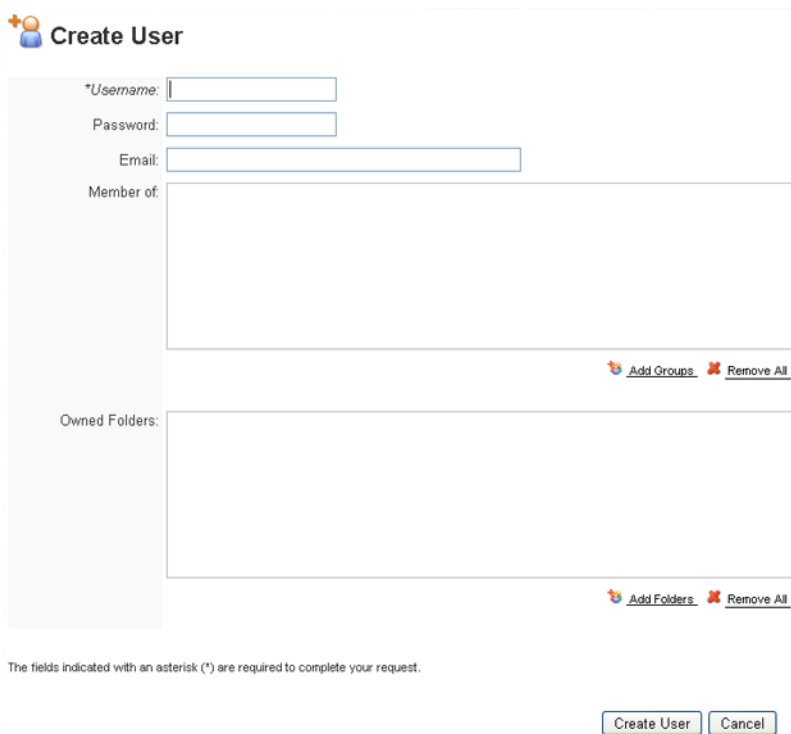 Create User
*Username:
Password:
Email:
Member of:
Add Groups Remove All
Owned Folders:
Add Folders Remove All
The fields indicated with an asterisk (*) are required to complete your request.
Create User Cancel